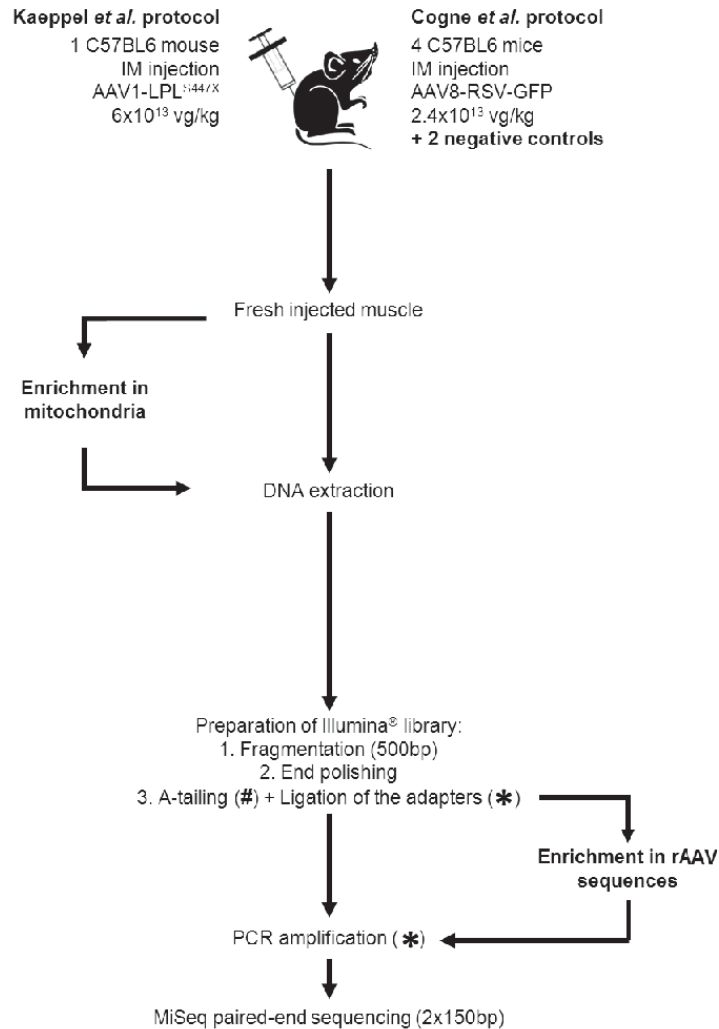 Kaeppel et al. protocol
1 C57BL6 mouse
IM injection
AAV1-LPLS447X
6x10¹³ vg/kg
Cogne et al. protocol
4 C57BL6 mice
IM injection
AAV8-RSV-GFP
2.4x10¹³ vg/kg
+ 2 negative controls
Fresh injected muscle
Enrichment in
mitochondria
DNA extraction
Preparation of Illumina® library:
1. Fragmentation (500bp)
2. End polishing
3. A-tailing (#) + Ligation of the adapters (*)
Enrichment in rAAV
sequences
PCR amplification (*)
MiSeq paired-end sequencing (2x150bp)